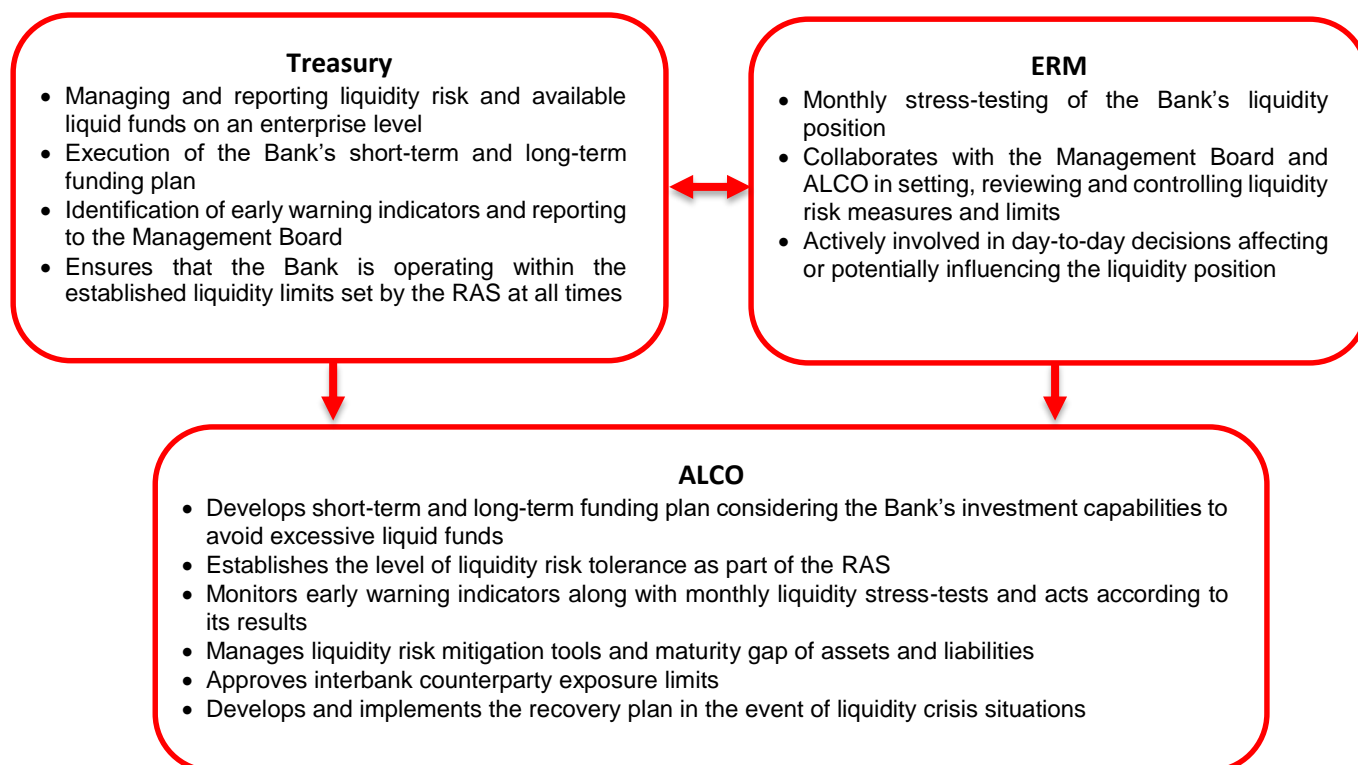 Treasury
• Managing and reporting liquidity risk and available
liquid funds on an enterprise level
• Execution of the Bank's short-term and long-term
funding plan
• Identification of early warning indicators and reporting
to the Management Board
• Ensures that the Bank is operating within the
established liquidity limits set by the RAS at all times
ERM
• Monthly stress-testing of the Bank's liquidity
position
• Collaborates with the Management Board and
ALCO in setting, reviewing and controlling liquidity
risk measures and limits
• Actively involved in day-to-day decisions affecting
or potentially influencing the liquidity position
ALCO
• Develops short-term and long-term funding plan considering the Bank's investment capabilities to
avoid excessive liquid funds
• Establishes the level of liquidity risk tolerance as part of the RAS
• Monitors early warning indicators along with monthly liquidity stress-tests and acts according to
its results
• Manages liquidity risk mitigation tools and maturity gap of assets and liabilities
• Approves interbank counterparty exposure limits
• Develops and implements the recovery plan in the event of liquidity crisis situations